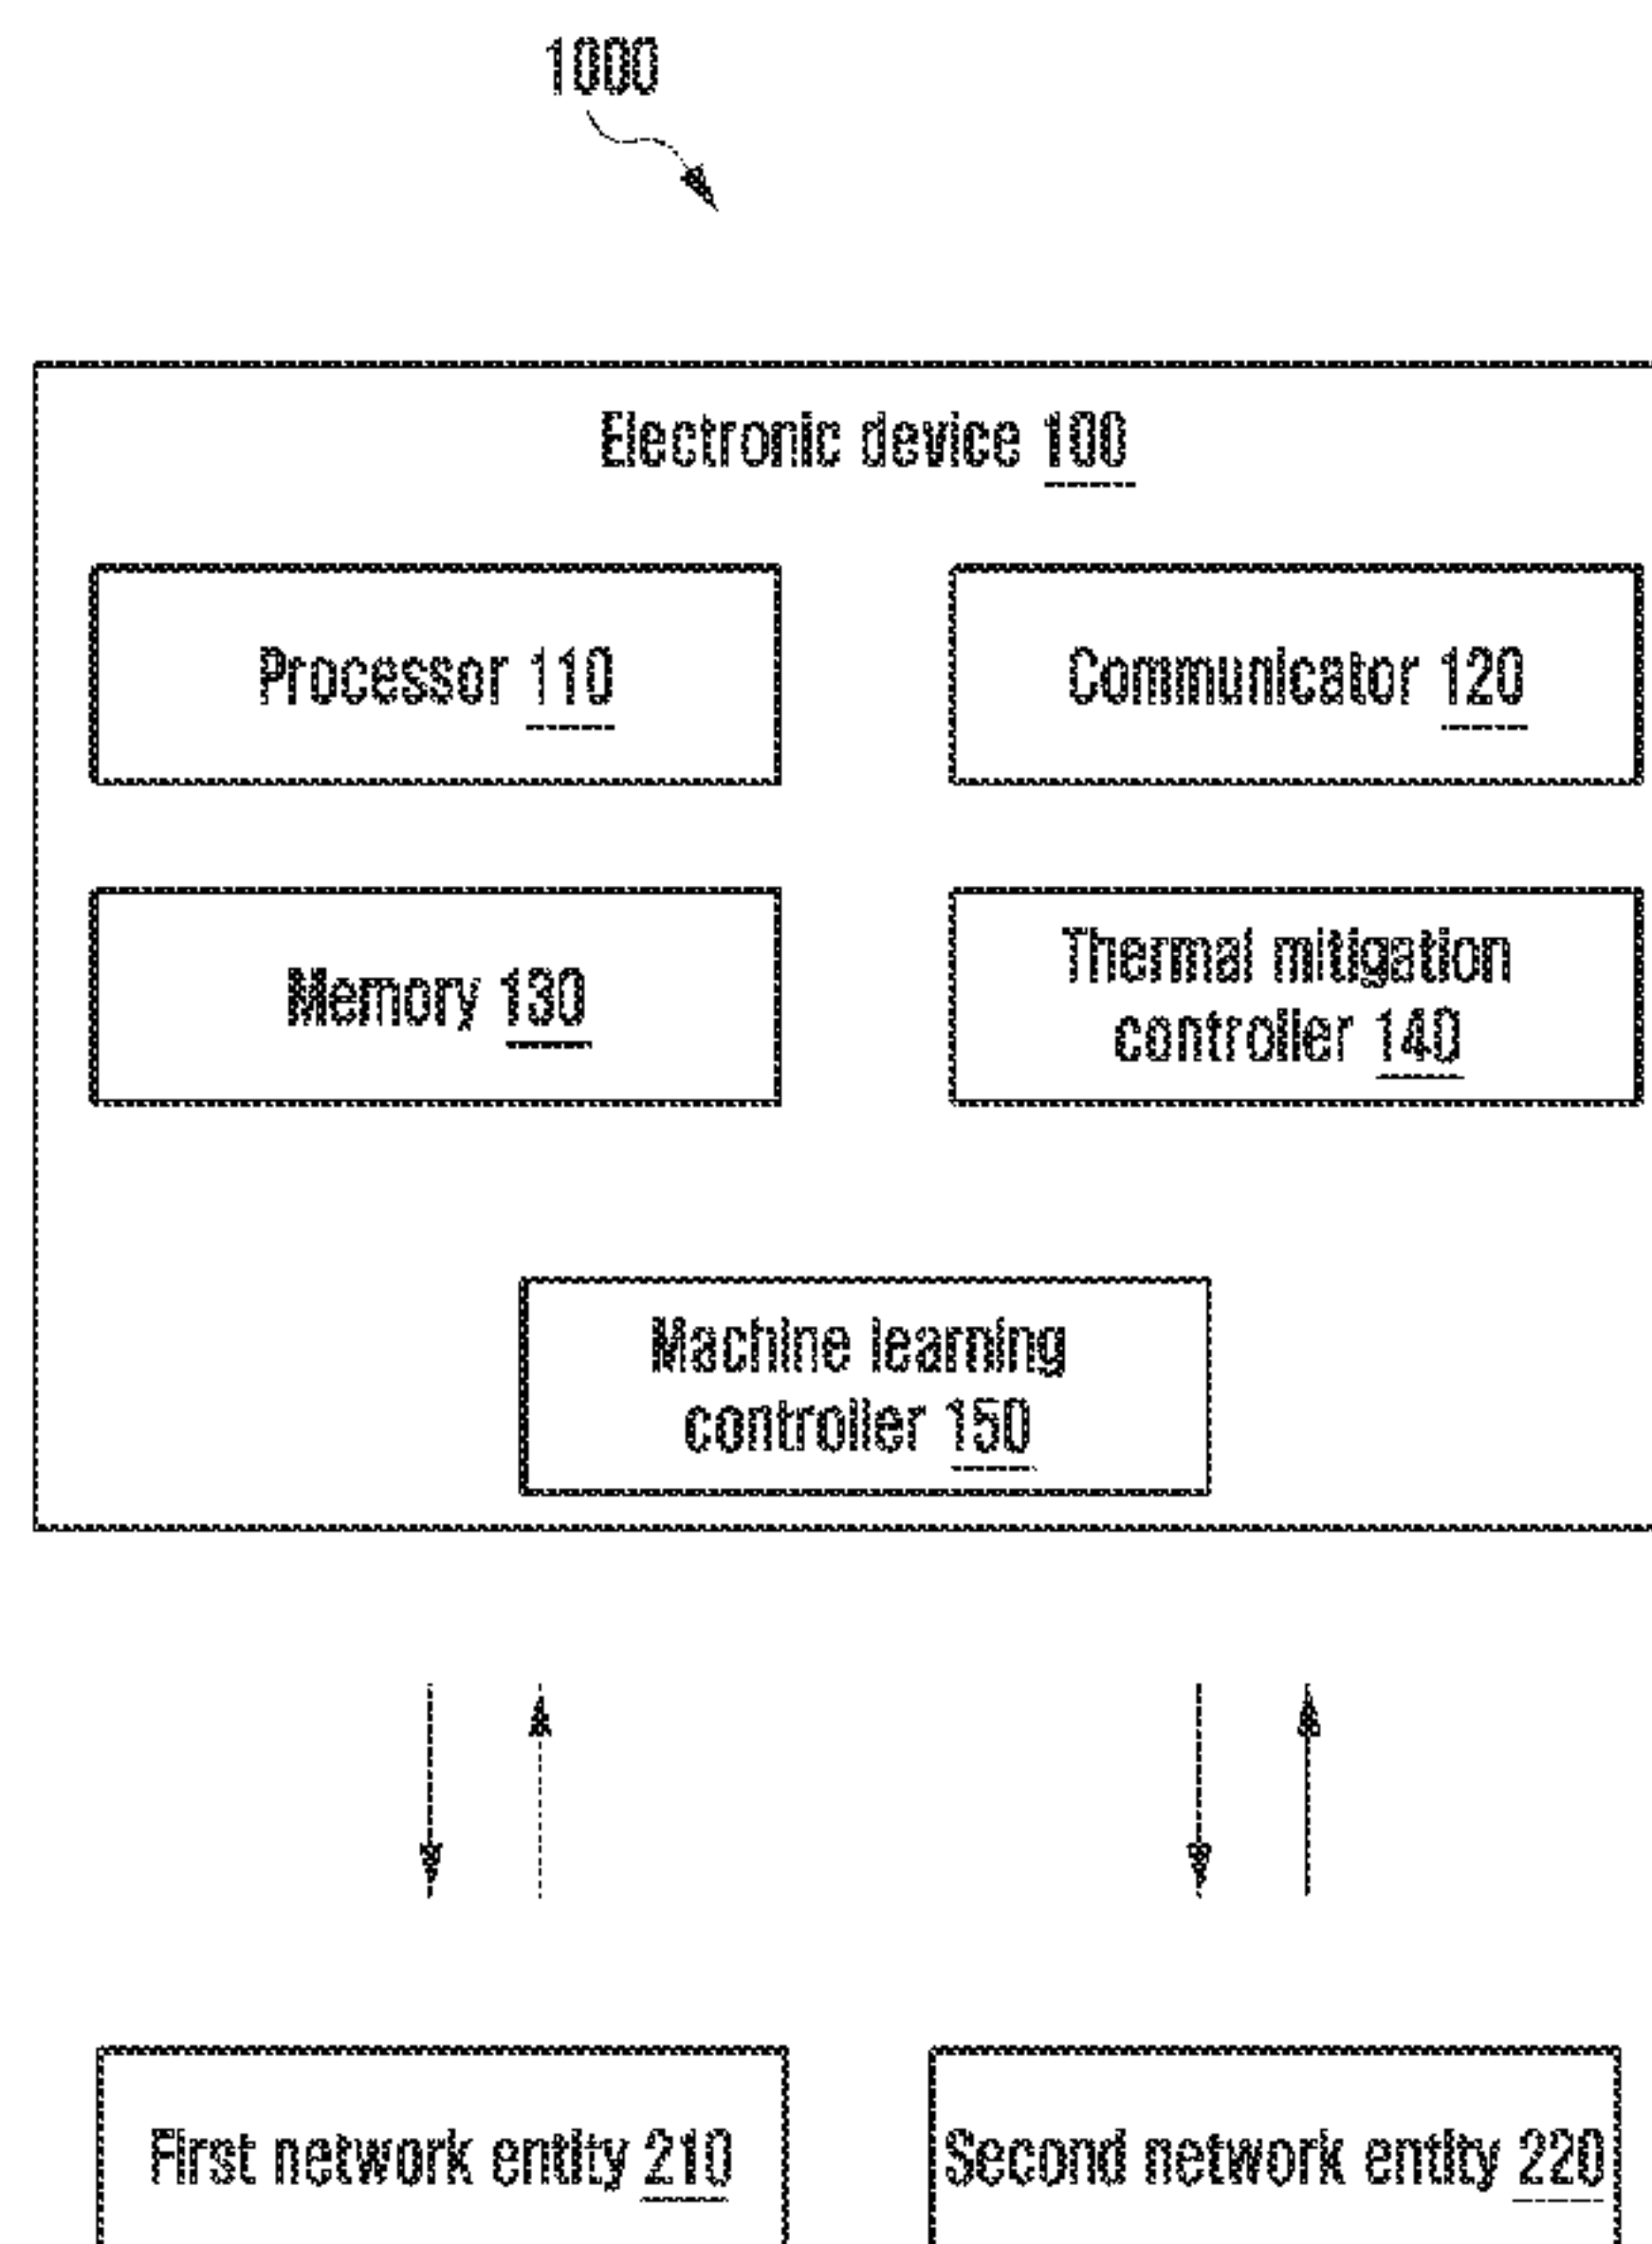 1000
Electronic device 100
Processor 110
Communicator 120
Memory 130
Thermal mitigation
controller 140
Machine learning
controller 150
First network entity 210
Second network entity 220